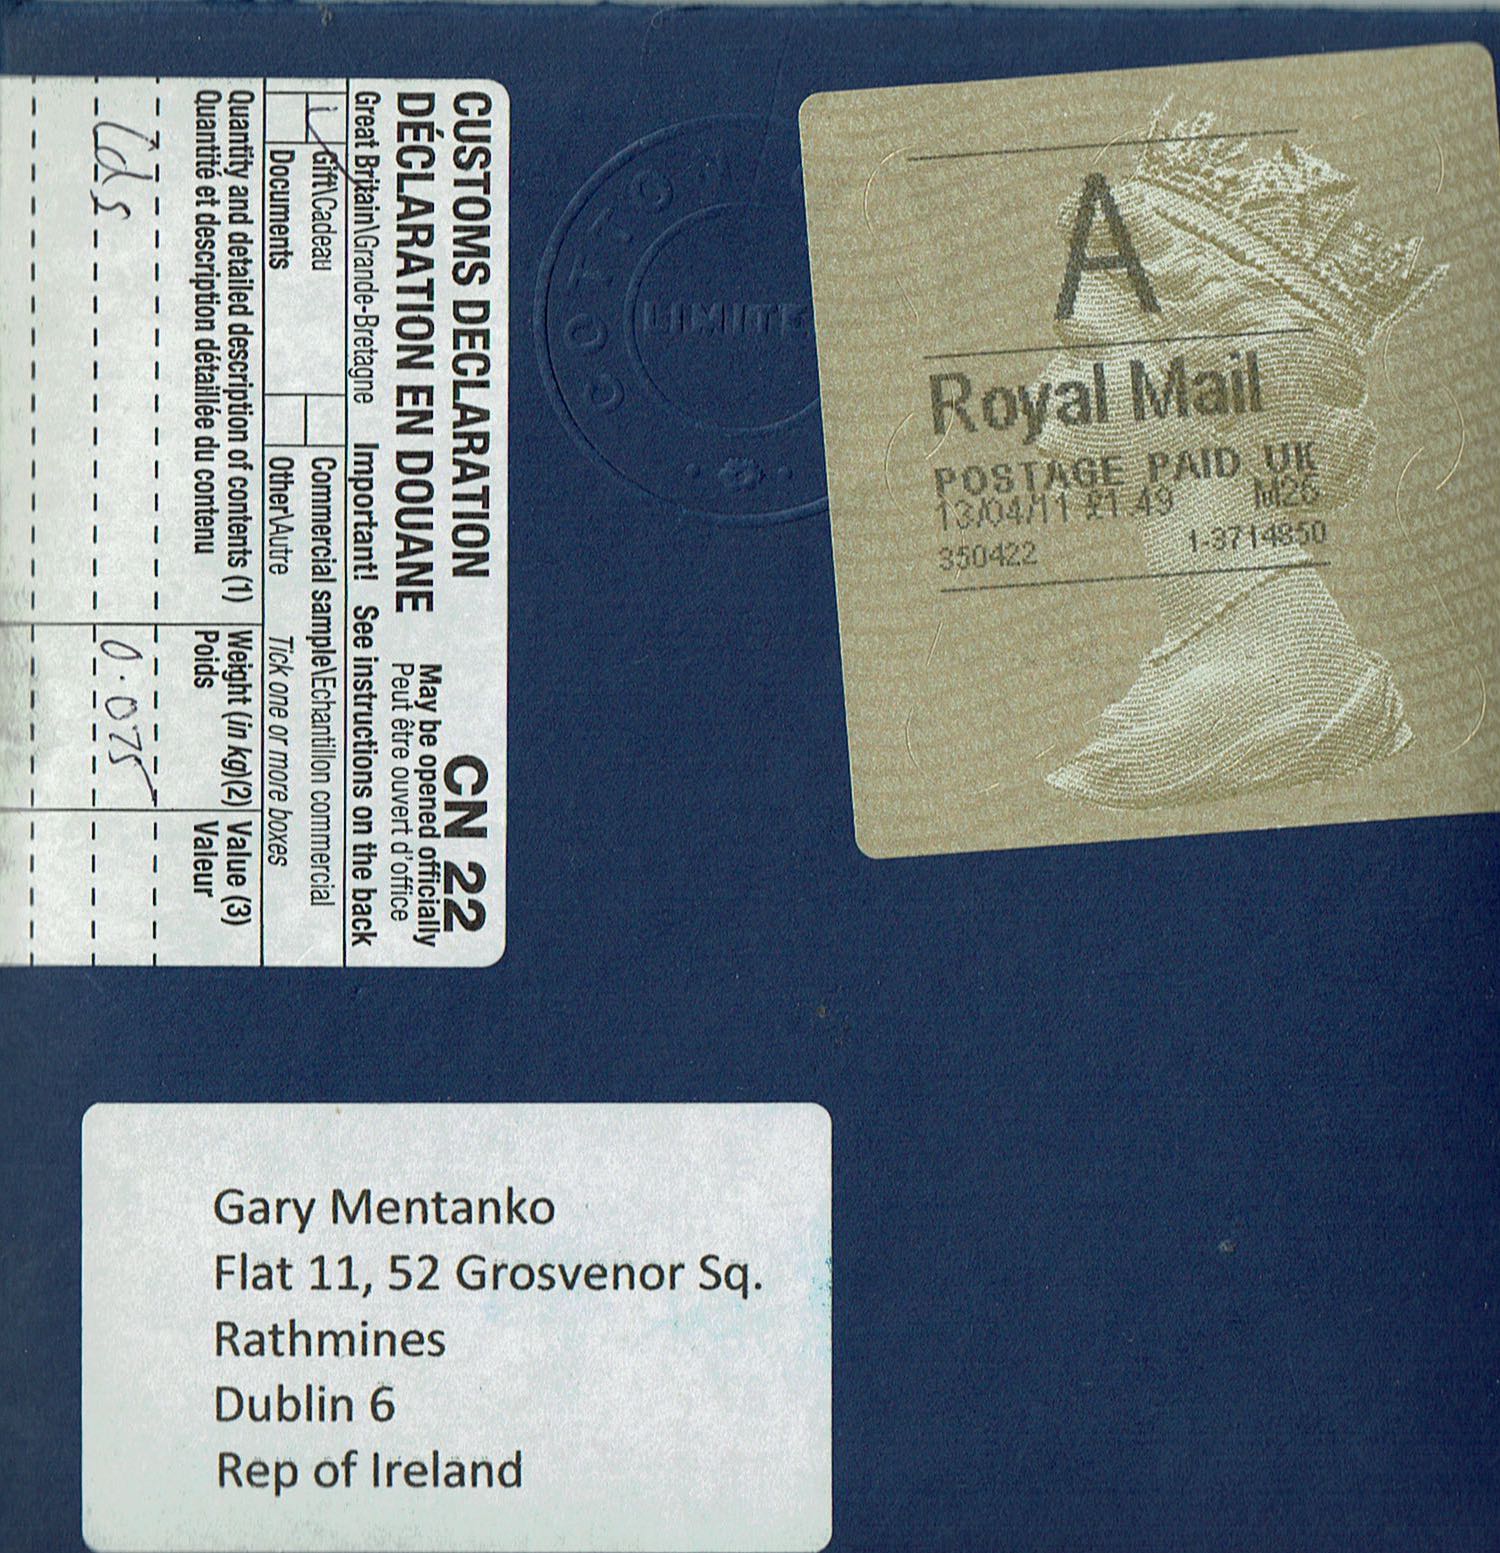 CUSTOMS DECLARATION
DÉCLARATION EN DOUANE
CN 22
May be opened officially
Peut être ouvert d'office
Great Britain\Grande-Bretagne Important! See instructions on the back
Gift\Cadeau Commercial sample\Echantillon commercial
Documents Other\Autre Tick one or more boxes
Quantity and detailed description of contents (1) Weight (in kg)(2) Value (3)
Quantité et description détaillée du contenu Poids Valeur
0.075
COTTON
LIMITE
A
Royal Mail
POSTAGE PAID UK
13/04/11 £1.49 M26
350422 1-3714850
Gary Mentanko
Flat 11, 52 Grosvenor Sq.
Rathmines
Dublin 6
Rep of Ireland